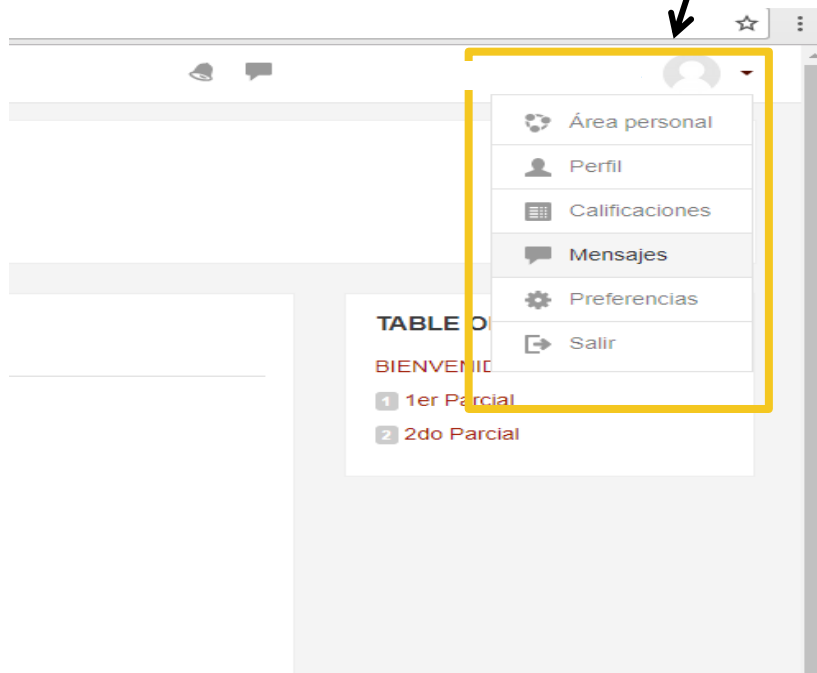 Área personal
Perfil
Calificaciones
Mensajes
Preferencias
Salir
TABLE
BIENVENID
1 1er Parcial
2 2do Parcial